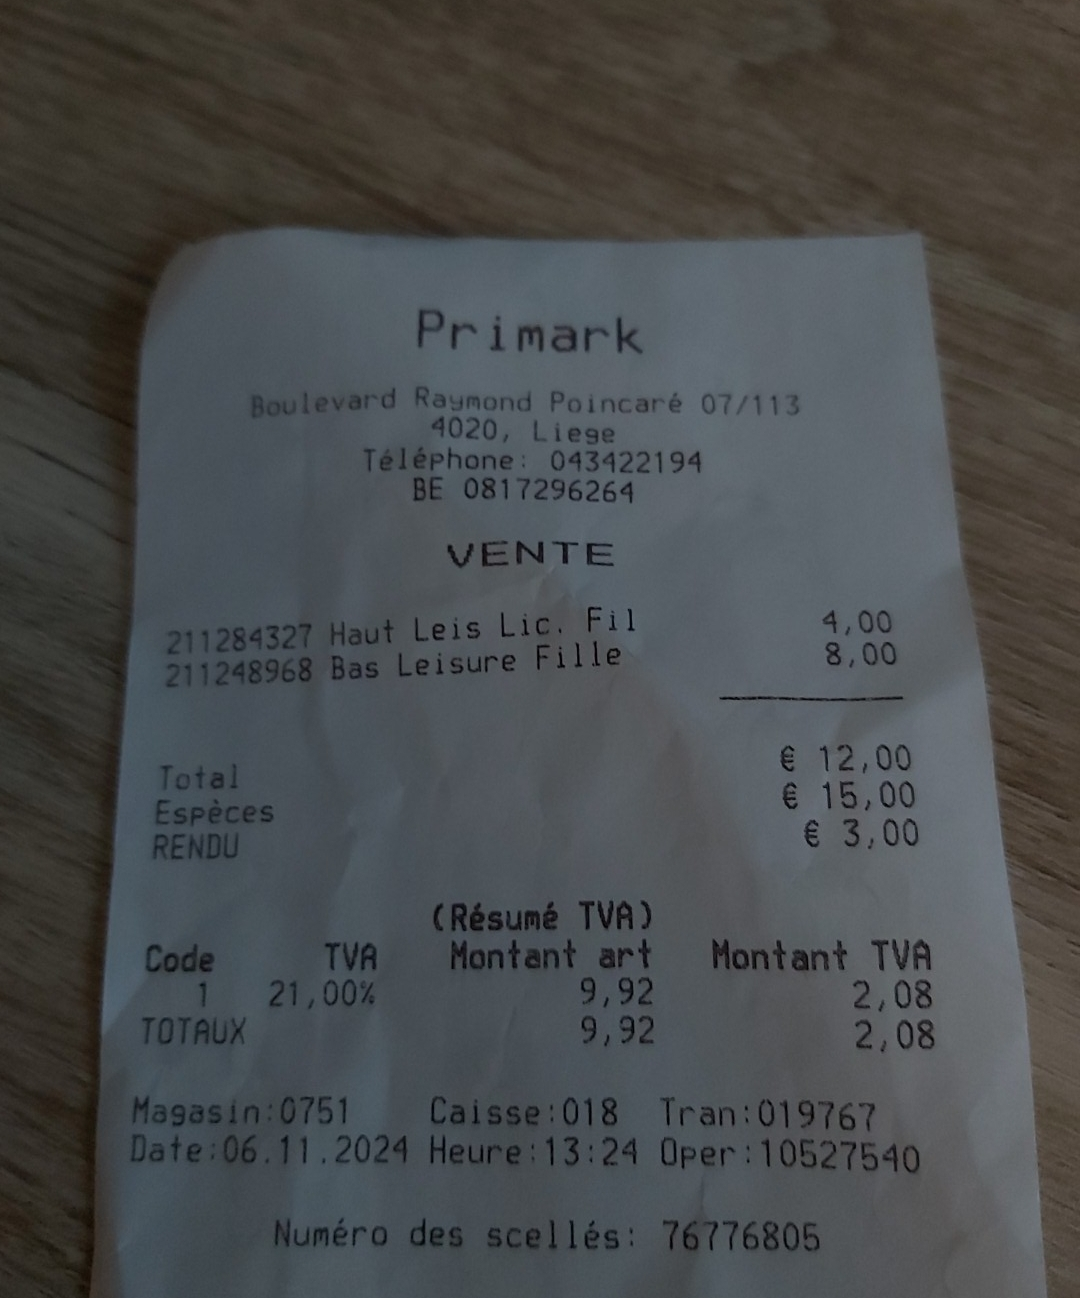 Primark
Boulevard Raymond Poincaré 07/113
4020, Liege
Téléphone: 043422194
BE 0817296264
VENTE
211284327 Haut Leis Lic. Fil 4,00
211248968 Bas Leisure Fille 8,00
Total € 12,00
Espèces € 15,00
RENDU € 3,00
(Résumé TVA)
Code TVA Montant art Montant TVA
1 21,00% 9,92 2,08
TOTAUX 9,92 2,08
Magasin:0751 Caisse:018 Tran:019767
Date:06.11.2024 Heure:13:24 Oper:10527540
Numéro des scellés: 76776805